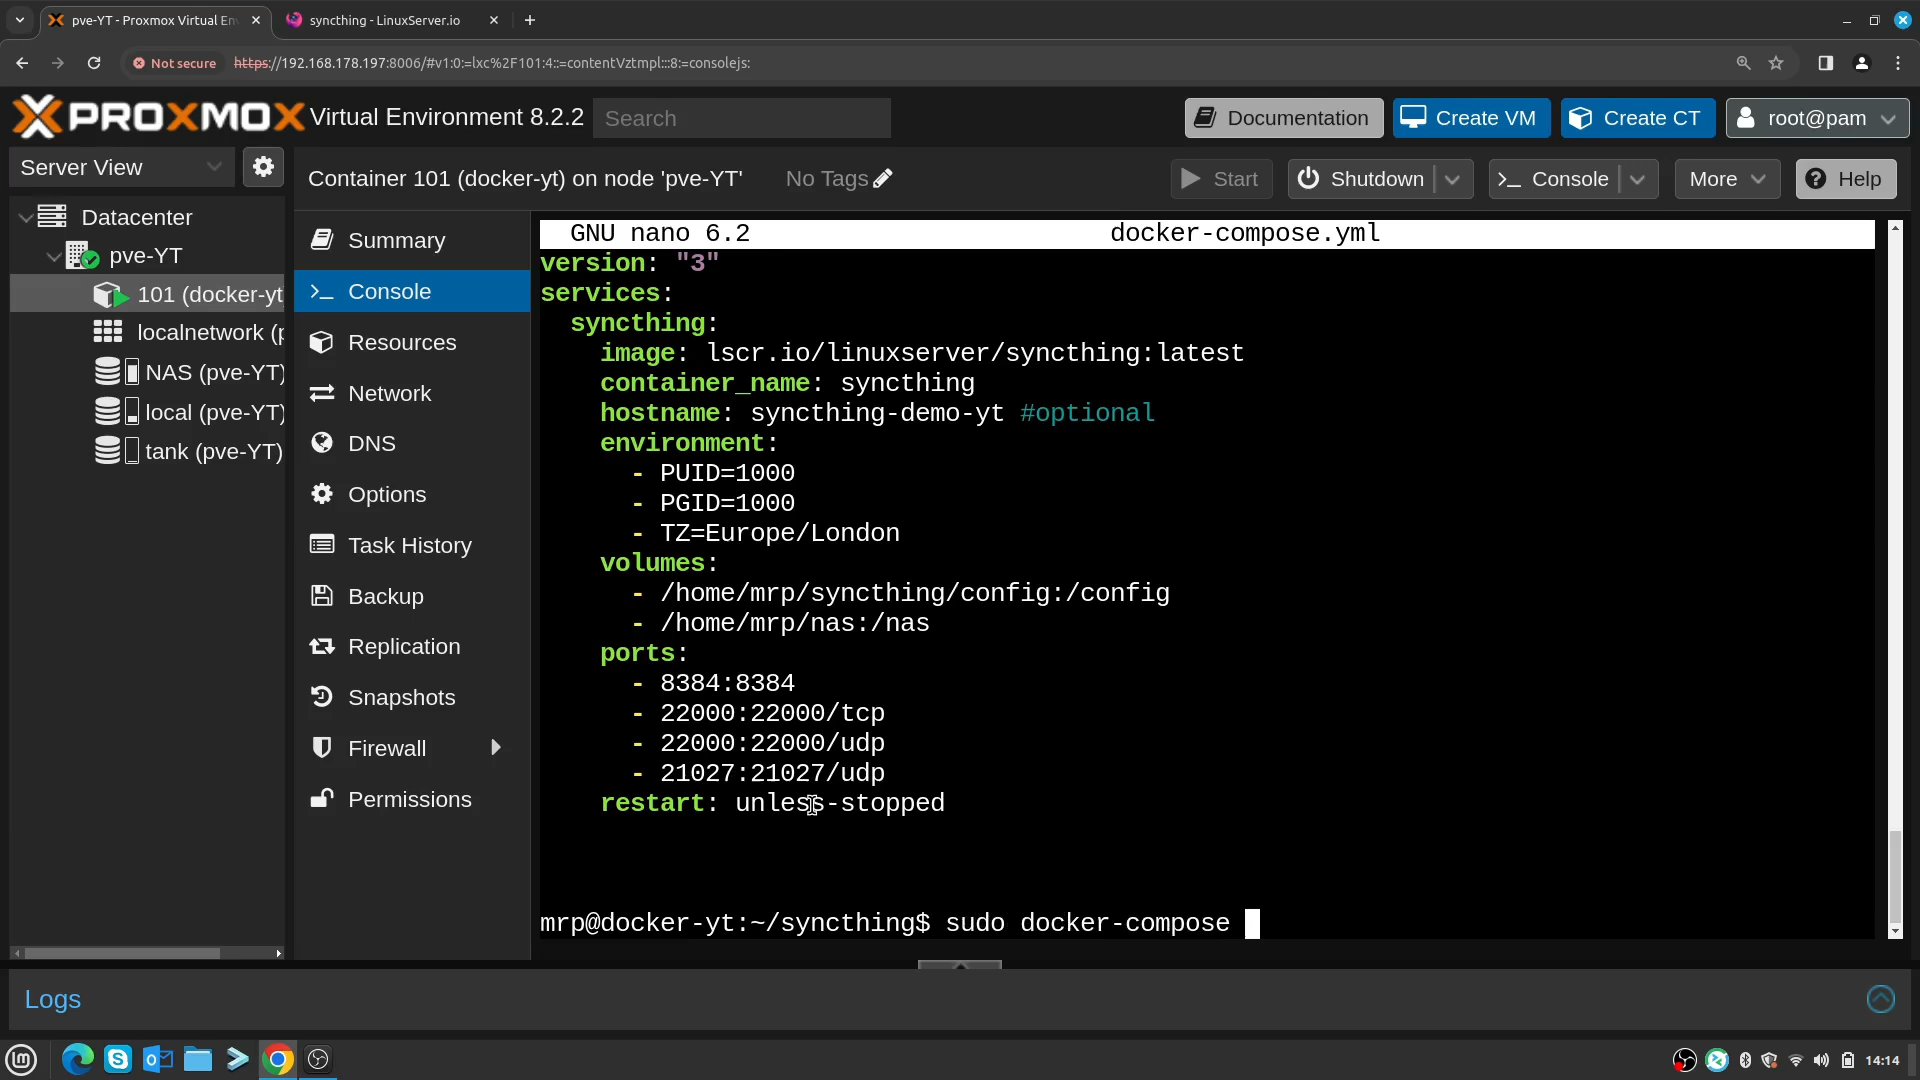 pve-YT - Proxmox Virtual En
syncthing - LinuxServer.io
Not secure
https://192.168.178.197:8006/#v1:0:=lxc%2F101:4::=contentVztmpl:::8:=consolejs:
PROXMOX Virtual Environment 8.2.2
Search
Documentation
Create VM
Create CT
root@pam
Server View
Container 101 (docker-yt) on node 'pve-YT'
No Tags
Start
Shutdown
Console
More
Help
Datacenter
pve-YT
101 (docker-yt
localnetwork (p
NAS (pve-YT)
local (pve-YT)
tank (pve-YT)
Summary
Console
Resources
Network
DNS
Options
Task History
Backup
Replication
Snapshots
Firewall
Permissions
GNU nano 6.2 docker-compose.yml
version: "3"
services:
  syncthing:
    image: lscr.io/linuxserver/syncthing:latest
    container_name: syncthing
    hostname: syncthing-demo-yt #optional
    environment:
      - PUID=1000
      - PGID=1000
      - TZ=Europe/London
    volumes:
      - /home/mrp/syncthing/config:/config
      - /home/mrp/nas:/nas
    ports:
      - 8384:8384
      - 22000:22000/tcp
      - 22000:22000/udp
      - 21027:21027/udp
    restart: unless-stopped
mrp@docker-yt:~/syncthing$ sudo docker-compose
Logs
14:14